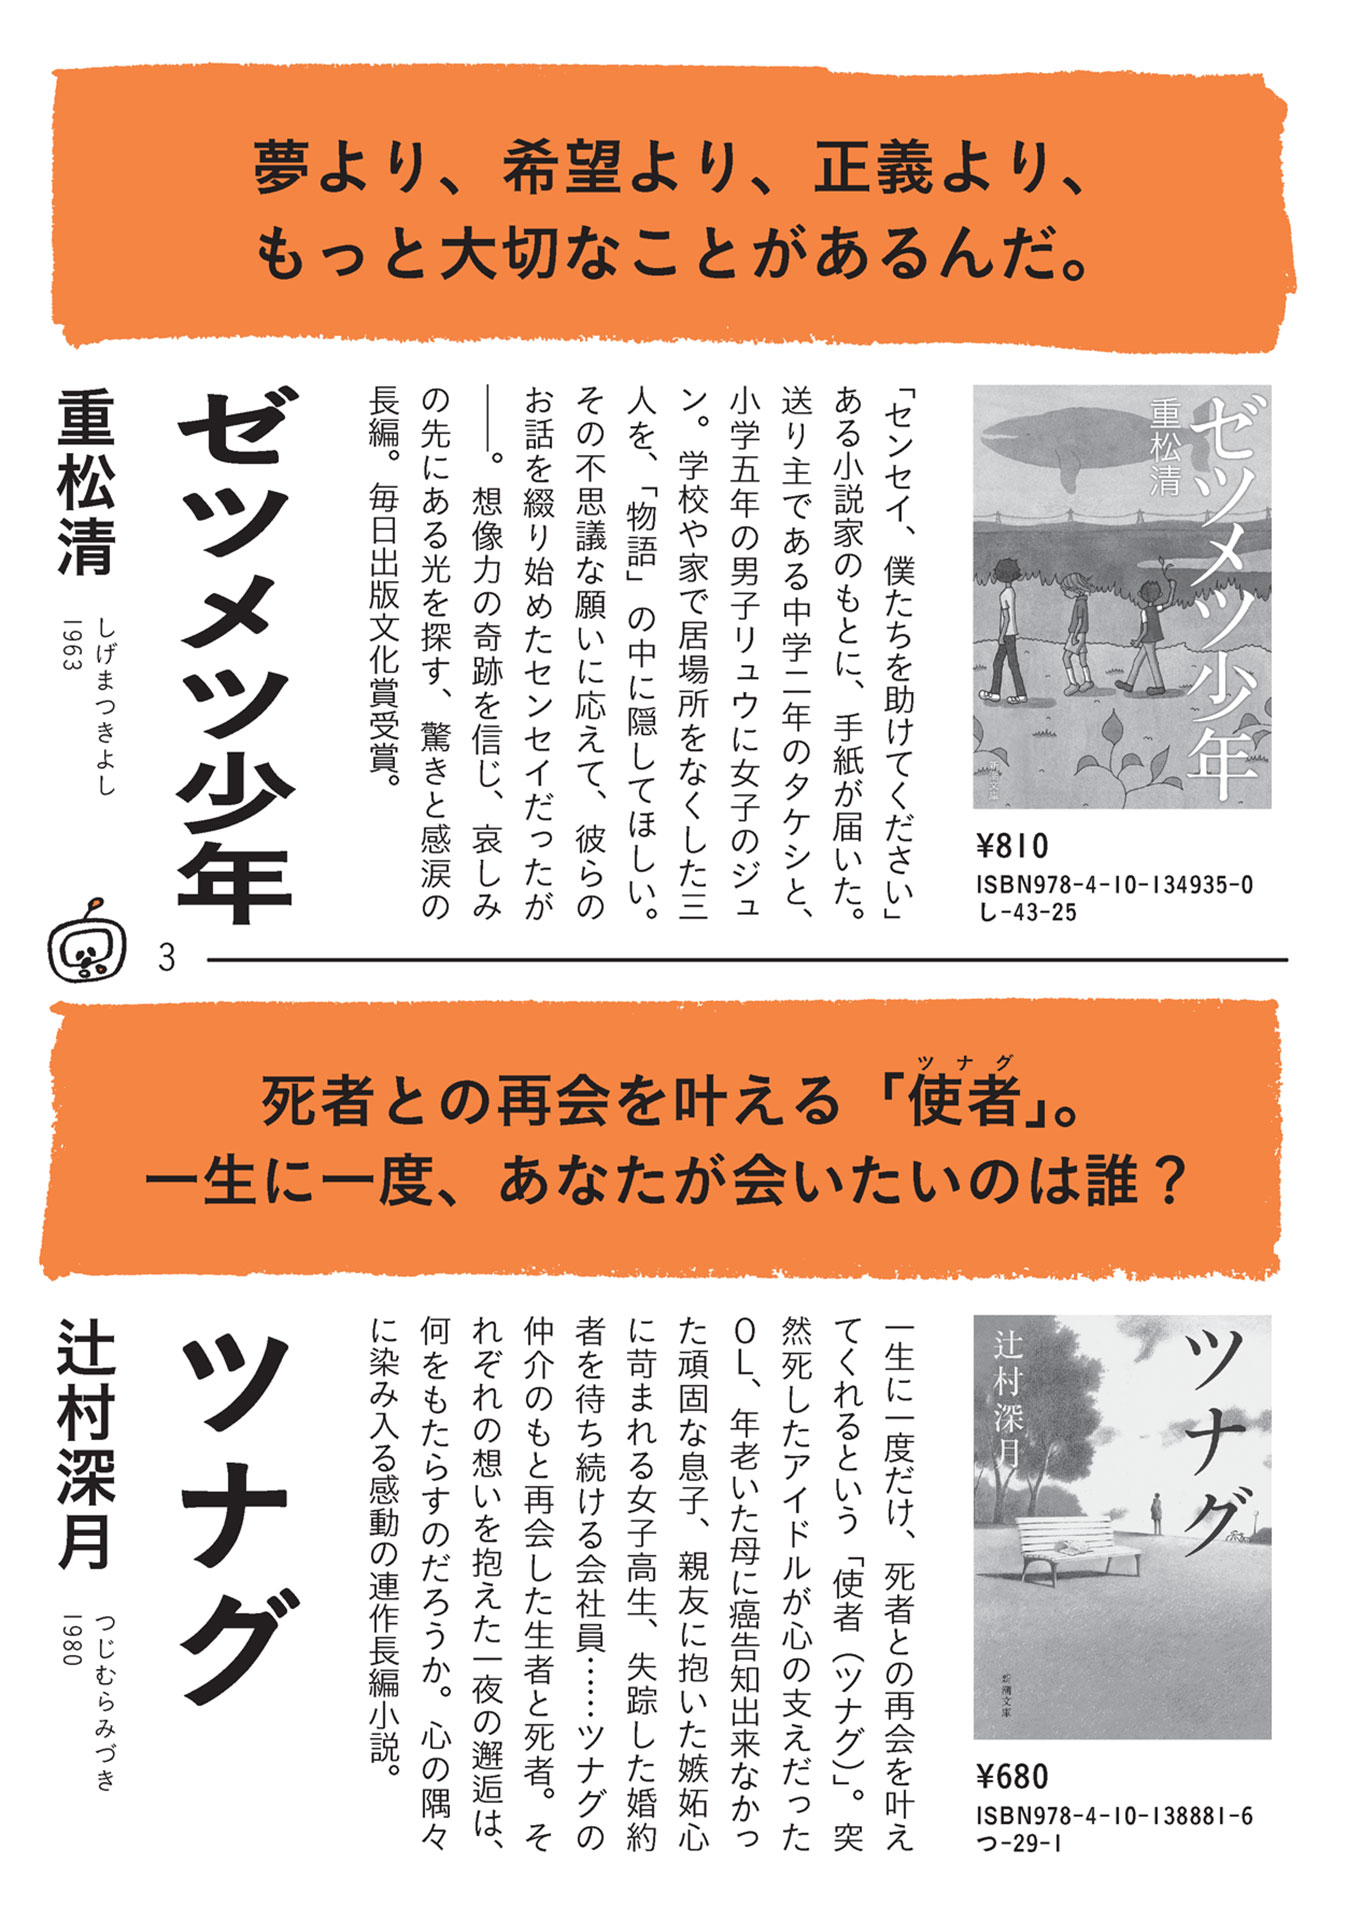 夢より、希望より、正義より、
もっと大切なことがあるんだ。
ゼツメツ少年
重松清
新潮文庫
¥810
ISBN978-4-10-134935-0
し-43-25
「センセイ、僕たちを助けてください」
ある小説家のもとに、手紙が届いた。
送り主である中学二年のタケシと、
小学五年の男子リュウに女子のジュ
ン。学校や家で居場所をなくした三
人を、「物語」の中に隠してほしい。
その不思議な願いに応えて、彼らの
お話を綴り始めたセンセイだったが
――。想像力の奇跡を信じ、哀しみ
の先にある光を探す、驚きと感涙の
長編。毎日出版文化賞受賞。
ゼツメツ少年
重松清
しげまつきよし
1963
3
死者との再会を叶える「使者」。
ツナグ
一生に一度、あなたが会いたいのは誰？
ツナグ
辻村深月
新潮文庫
¥680
ISBN978-4-10-138881-6
つ-29-1
一生に一度だけ、死者との再会を叶え
てくれるという「使者（ツナグ）」。突
然死したアイドルが心の支えだった
OL、年老いた母に癌告知出来なかっ
た頑固な息子、親友に抱いた嫉妬心
に苛まれる女子高生、失踪した婚約
者を待ち続ける会社員……ツナグの
仲介のもと再会した生者と死者。そ
れぞれの想いを抱えた一夜の邂逅は、
何をもたらすのだろうか。心の隅々
に染み入る感動の連作長編小説。
ツナグ
辻村深月
つじむらみづき
1980